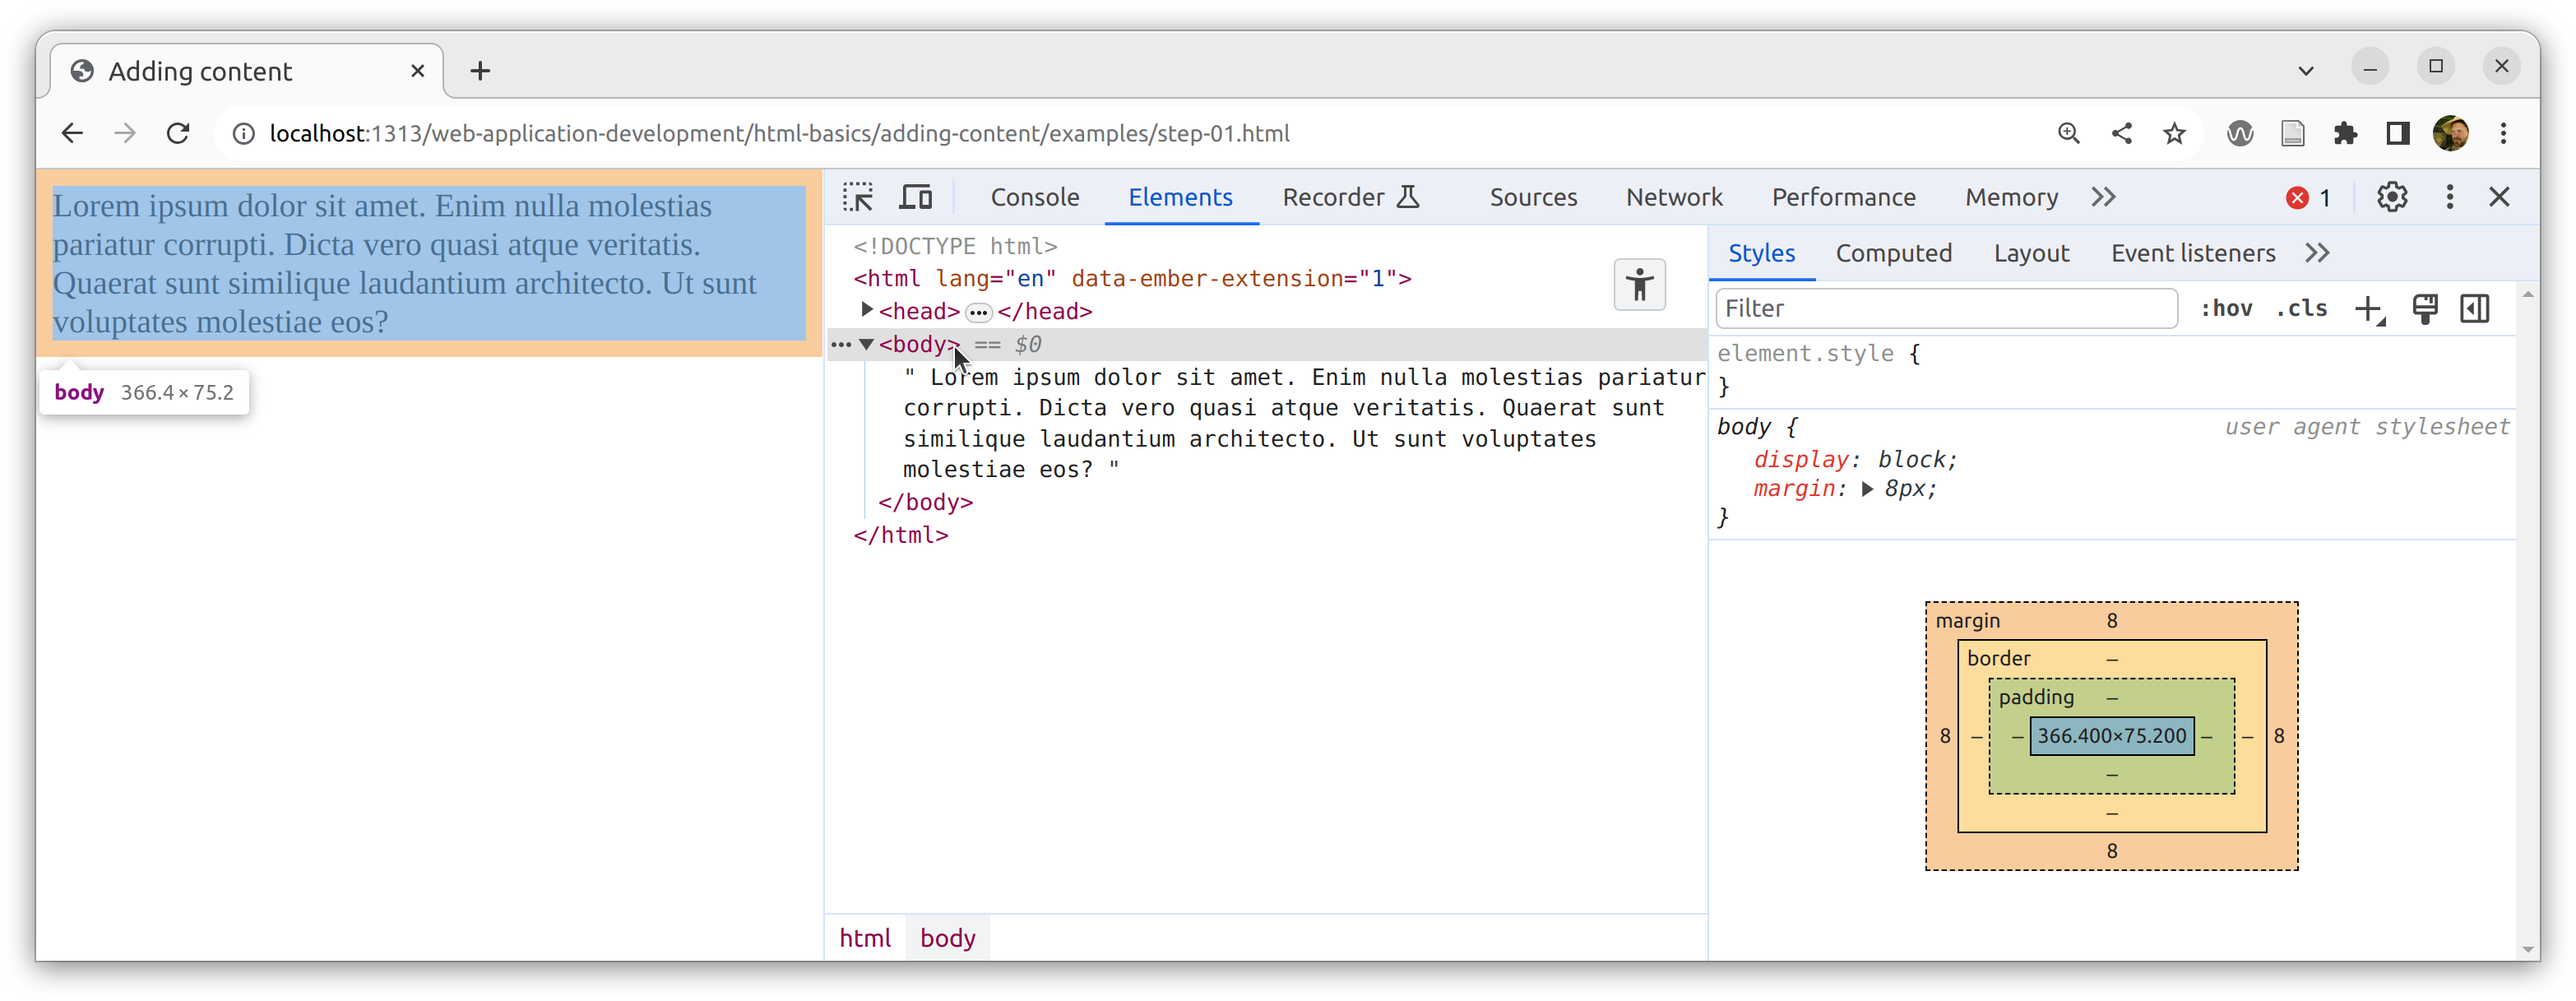 Adding content
localhost:1313/web-application-development/html-basics/adding-content/examples/step-01.html
Lorem ipsum dolor sit amet. Enim nulla molestias
pariatur corrupti. Dicta vero quasi atque veritatis.
Quaerat sunt similique laudantium architecto. Ut sunt
voluptates molestiae eos?
body 366.4 × 75.2
Console Elements Recorder Sources Network Performance Memory 1
<!DOCTYPE html>
<html lang="en" data-ember-extension="1">
<head> ••• </head>
••• <body> == $0
" Lorem ipsum dolor sit amet. Enim nulla molestias pariatur
corrupti. Dicta vero quasi atque veritatis. Quaerat sunt
similique laudantium architecto. Ut sunt voluptates
molestiae eos? "
</body>
</html>
html body
Styles Computed Layout Event listeners
Filter :hov .cls
element.style {
}
body { user agent stylesheet
display: block;
margin: 8px;
}
margin 8
border –
padding –
8 – – 366.400×75.200 – – 8
–
–
8